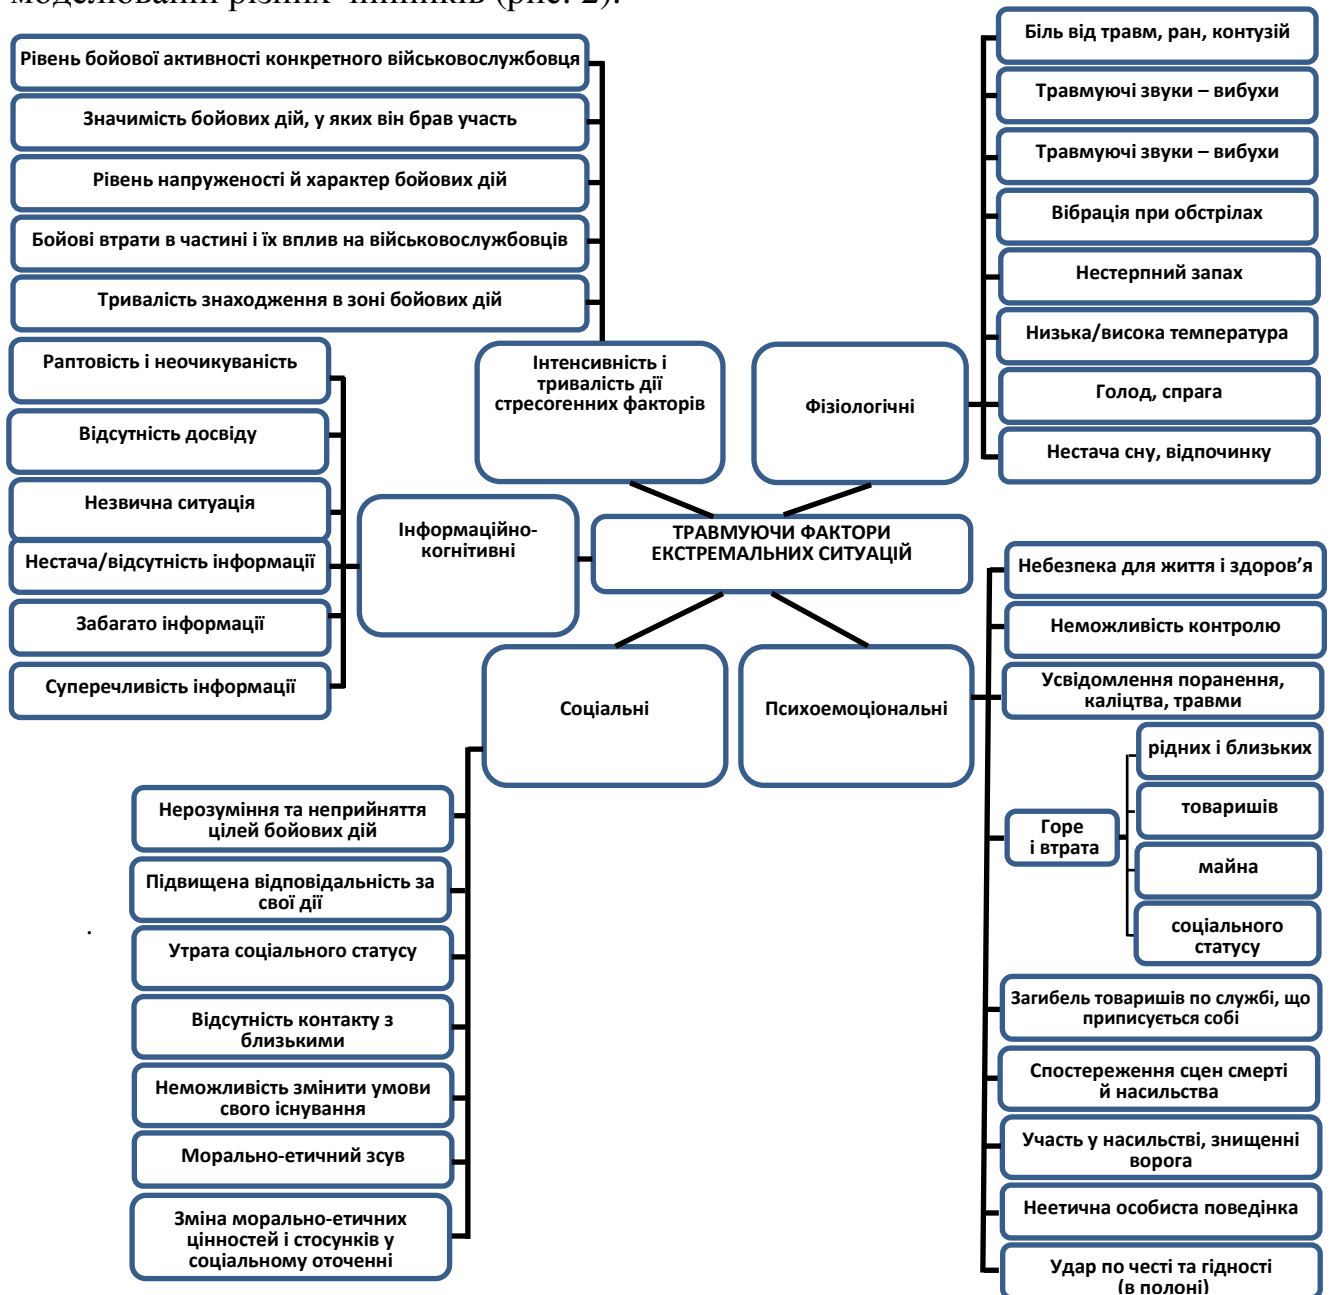 моделюванні різних чинників (рис. 2).
Рівень бойової активності конкретного військовослужбовця
Значимість бойових дій, у яких він брав участь
Рівень напруженості й характер бойових дій
Бойові втрати в частині і їх вплив на військовослужбовців
Тривалість знаходження в зоні бойових дій
Інтенсивність і
тривалість дії
стресогенних факторів
Біль від травм, ран, контузій
Травмуючі звуки – вибухи
Травмуючі звуки – вибухи
Вібрація при обстрілах
Нестерпний запах
Низька/висока температура
Голод, спрага
Нестача сну, відпочинку
Фізіологічні
Раптовість і неочикуваність
Відсутність досвіду
Незвична ситуація
Нестача/відсутність інформації
Забагато інформації
Суперечливість інформації
Інформаційно-
когнітивні
ТРАВМУЮЧИ ФАКТОРИ
ЕКСТРЕМАЛЬНИХ СИТУАЦІЙ
Соціальні
Психоемоціональні
Нерозуміння та неприйняття
цілей бойових дій
Підвищена відповідальність за
свої дії
Утрата соціального статусу
Відсутність контакту з
близькими
Неможливість змінити умови
свого існування
Морально-етичний зсув
Зміна морально-етичних
цінностей і стосунків у
соціальному оточенні
.
Небезпека для життя і здоров’я
Неможливість контролю
Усвідомлення поранення,
каліцтва, травми
Горе
і втрата
рідних і близьких
товаришів
майна
соціального
статусу
Загибель товаришів по службі, що
приписується собі
Спостереження сцен смерті
й насильства
Участь у насильстві, знищенні
ворога
Неетична особиста поведінка
Удар по честі та гідності
(в полоні)